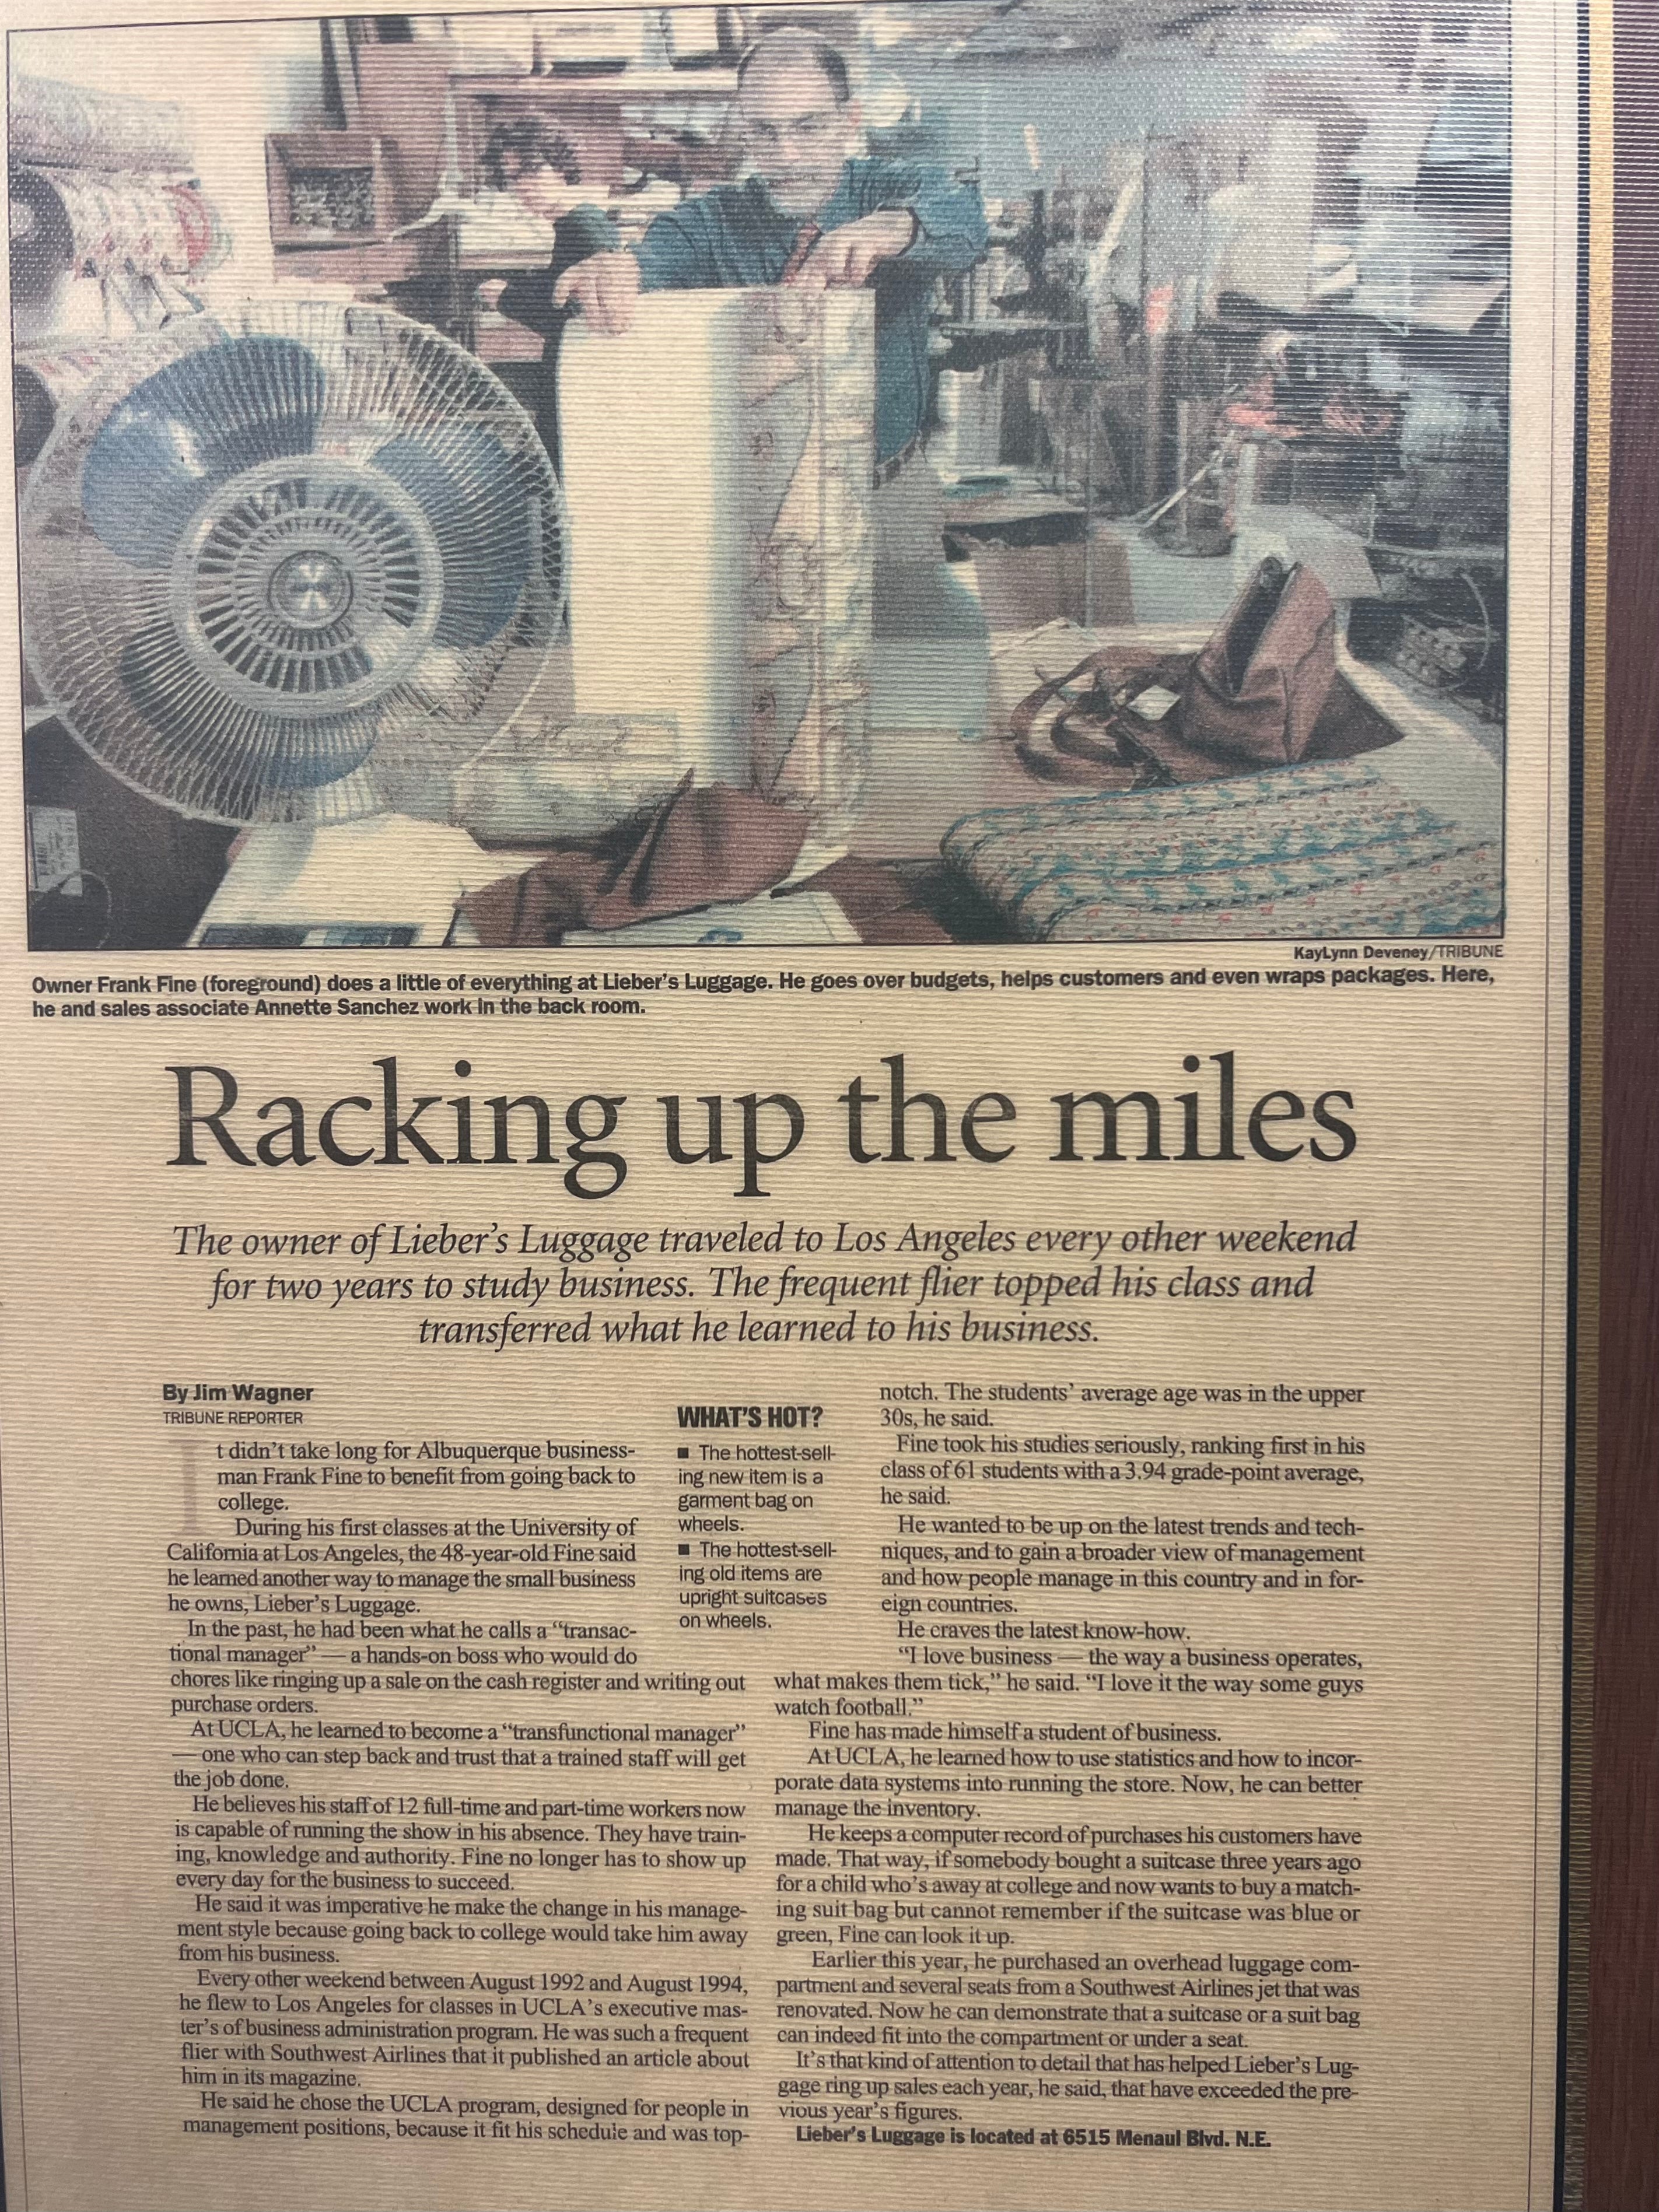 KayLynn Deveney/TRIBUNE
Owner Frank Fine (foreground) does a little of everything at Lieber's Luggage. He goes over budgets, helps customers and even wraps packages. Here,
he and sales associate Annette Sanchez work in the back room.
Racking up the miles
The owner of Lieber's Luggage traveled to Los Angeles every other weekend
for two years to study business. The frequent flier topped his class and
transferred what he learned to his business.
By Jim Wagner
TRIBUNE REPORTER
It didn't take long for Albuquerque business-
man Frank Fine to benefit from going back to
college.
During his first classes at the University of
California at Los Angeles, the 48-year-old Fine said
he learned another way to manage the small business
he owns, Lieber's Luggage.
In the past, he had been what he calls a “transac-
tional manager” — a hands-on boss who would do
chores like ringing up a sale on the cash register and writing out
purchase orders.
At UCLA, he learned to become a “transfunctional manager”
— one who can step back and trust that a trained staff will get
the job done.
He believes his staff of 12 full-time and part-time workers now
is capable of running the show in his absence. They have train-
ing, knowledge and authority. Fine no longer has to show up
every day for the business to succeed.
He said it was imperative he make the change in his manage-
ment style because going back to college would take him away
from his business.
Every other weekend between August 1992 and August 1994,
he flew to Los Angeles for classes in UCLA's executive mas-
ter's of business administration program. He was such a frequent
flier with Southwest Airlines that it published an article about
him in its magazine.
He said he chose the UCLA program, designed for people in
management positions, because it fit his schedule and was top-
WHAT'S HOT?
■ The hottest-sell-
ing new item is a
garment bag on
wheels.
■ The hottest-sell-
ing old items are
upright suitcases
on wheels.
notch. The students' average age was in the upper
30s, he said.
Fine took his studies seriously, ranking first in his
class of 61 students with a 3.94 grade-point average,
he said.
He wanted to be up on the latest trends and tech-
niques, and to gain a broader view of management
and how people manage in this country and in for-
eign countries.
He craves the latest know-how.
“I love business — the way a business operates,
what makes them tick,” he said. “I love it the way some guys
watch football.”
Fine has made himself a student of business.
At UCLA, he learned how to use statistics and how to incor-
porate data systems into running the store. Now, he can better
manage the inventory.
He keeps a computer record of purchases his customers have
made. That way, if somebody bought a suitcase three years ago
for a child who's away at college and now wants to buy a match-
ing suit bag but cannot remember if the suitcase was blue or
green, Fine can look it up.
Earlier this year, he purchased an overhead luggage com-
partment and several seats from a Southwest Airlines jet that was
renovated. Now he can demonstrate that a suitcase or a suit bag
can indeed fit into the compartment or under a seat.
It's that kind of attention to detail that has helped Lieber's Lug-
gage ring up sales each year, he said, that have exceeded the pre-
vious year's figures.
Lieber's Luggage is located at 6515 Menaul Blvd. N.E.